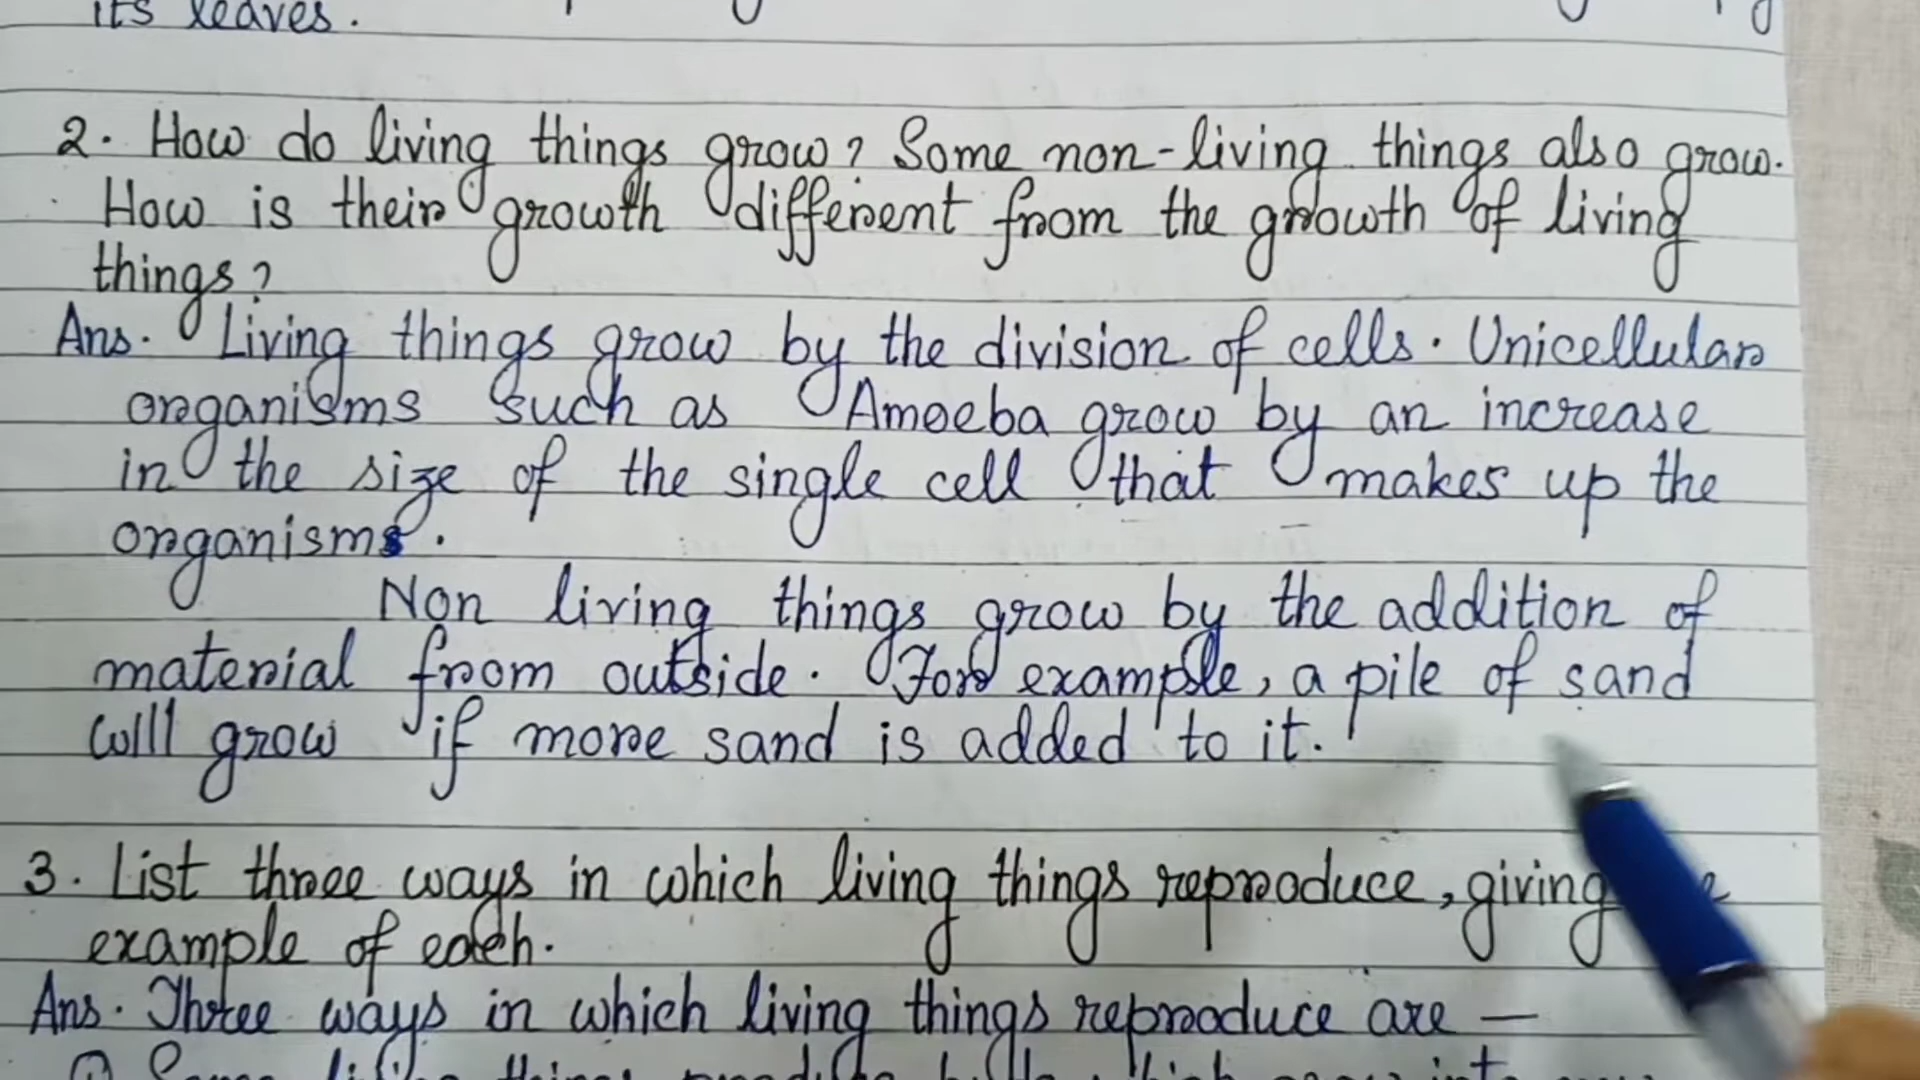 its leaves.
2. How do living things grow? Some non-living things also grow.
How is their growth different from the growth of living
things?
Ans. Living things grow by the division of cells. Unicellular
organisms such as Amoeba grow by an increase
in the size of the single cell that makes up the
organisms.
Non living things grow by the addition of
material from outside. For example, a pile of sand
will grow if more sand is added to it.
3. List three ways in which living things reproduce, giving
example of each.
Ans. Three ways in which living things reproduce are —